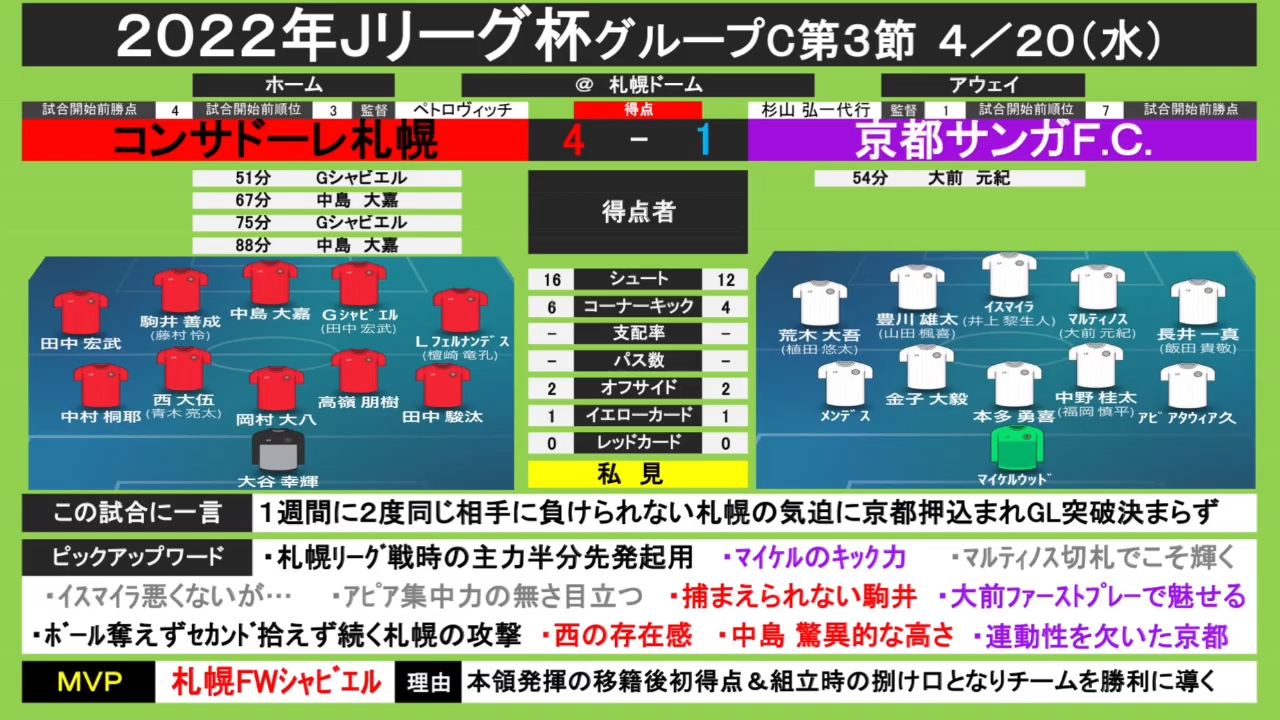 2022年Jリーグ杯グループC第3節 4／20(水)
ホーム @ 札幌ドーム アウェイ
試合開始前勝点 4 試合開始前順位 3 監督 ペトロヴィッチ 得点 杉山 弘一代行 監督 1 試合開始前順位 7 試合開始前勝点
コンサドーレ札幌 4 − 1 京都サンガF.C.
51分 Gシャビエル
67分 中島 大嘉
75分 Gシャビエル
88分 中島 大嘉
得点者
54分 大前 元紀
田中 宏武
駒井 善成
(藤村 怜)
中島 大嘉
Gｼｬﾋﾞｴﾙ
(田中 宏武)
L.ﾌｪﾙﾅﾝﾃﾞｽ
(檀崎 竜孔)
中村 桐耶
西 大伍
(青木 亮太)
岡村 大八
高嶺 朋樹
田中 駿汰
大谷 幸輝
16 シュート 12
6 コーナーキック 4
− 支配率 −
− パス数 −
2 オフサイド 2
1 イエローカード 1
0 レッドカード 0
私 見
荒木 大吾
(植田 悠太)
豊川 雄太
(山田 楓喜)
ｲｽﾏｲﾗ
(井上 黎生人)
ﾏﾙﾃｨﾉｽ
(大前 元紀)
長井 一真
(飯田 貴敬)
ﾒﾝﾃﾞｽ
金子 大毅
本多 勇喜
中野 桂太
(福岡 慎平)
ｱﾋﾟｱﾀｳｨｱ久
ﾏｲｹﾙｳｯﾄﾞ
この試合に一言 1週間に2度同じ相手に負けられない札幌の気迫に京都押込まれGL突破決まらず
ピックアップワード ・札幌ﾘｰｸﾞ戦時の主力半分先発起用 ・ﾏｲｹﾙのｷｯｸ力 ・ﾏﾙﾃｨﾉｽ切札でこそ輝く
・ｲｽﾏｲﾗ悪くないが… ・ｱﾋﾟｱ集中力の無さ目立つ ・捕まえられない駒井 ・大前ﾌｧｰｽﾄﾌﾟﾚｰで魅せる
・ﾎﾞｰﾙ奪えずｾｶﾝﾄﾞ拾えず続く札幌の攻撃 ・西の存在感 ・中島 驚異的な高さ ・連動性を欠いた京都
MVP 札幌FWｼｬﾋﾞｴﾙ 理由 本領発揮の移籍後初得点＆組立時の捌け口となりチームを勝利に導く